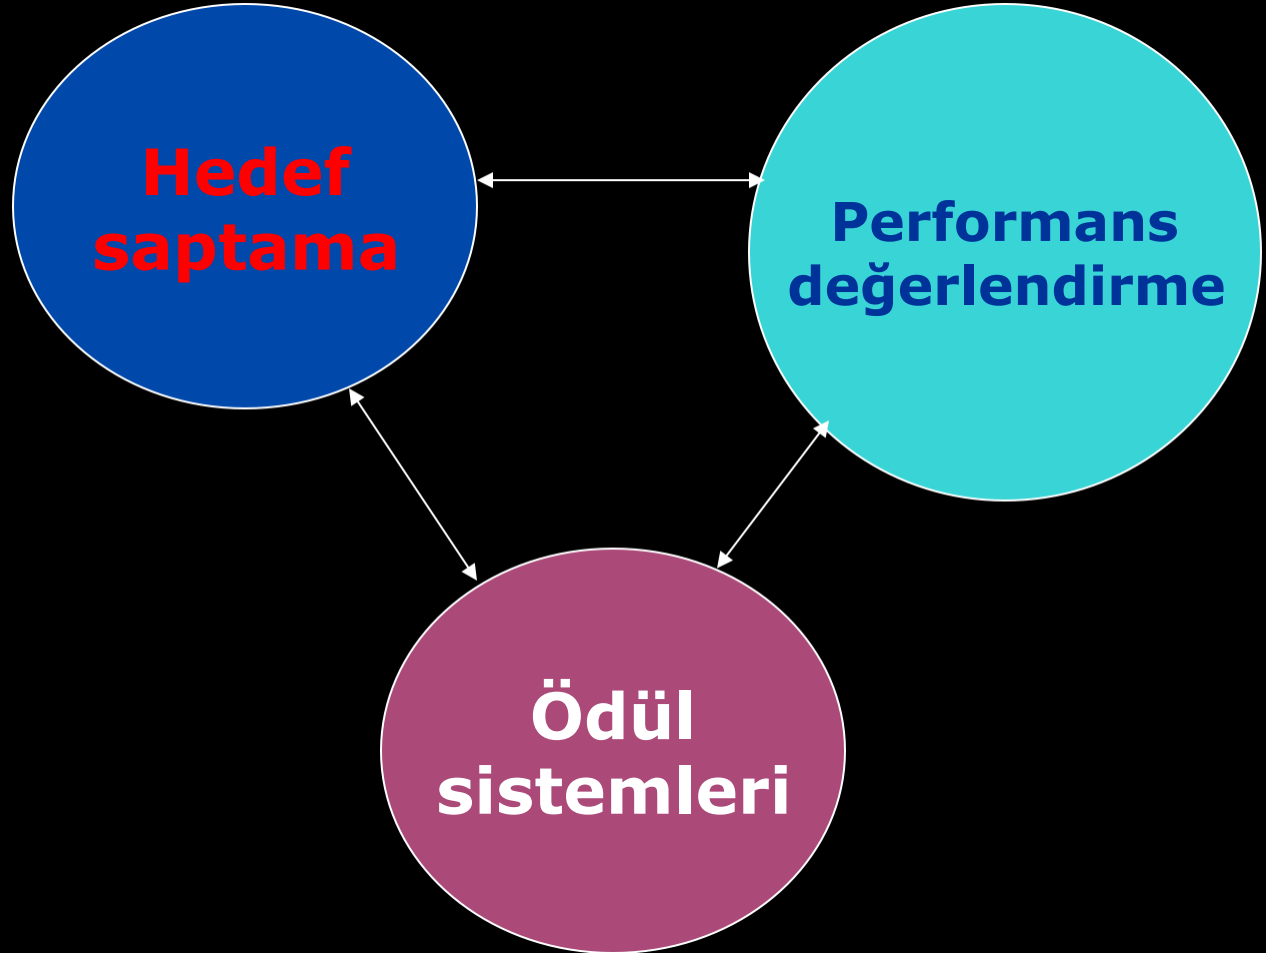 Hedef
saptama
Performans
değerlendirme
Ödül
sistemleri